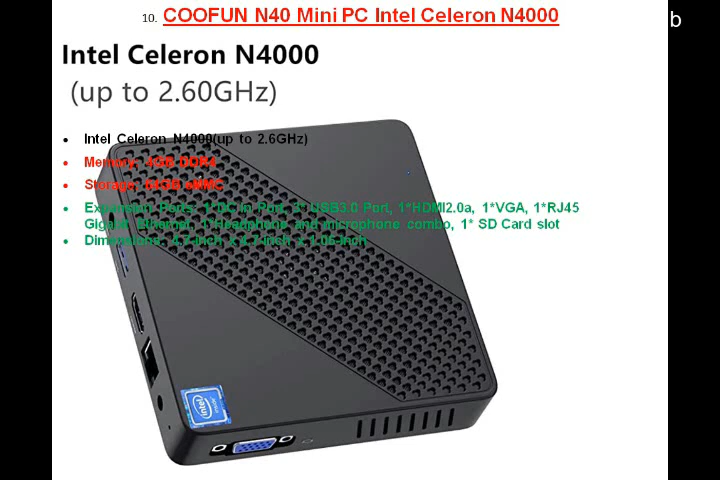 10. COOFUN N40 Mini PC Intel Celeron N4000
b
Intel Celeron N4000
(up to 2.60GHz)
• Intel Celeron N4000(up to 2.6GHz)
• Memory: 4GB DDR4
• Storage: 64GB eMMC
• Expansion Ports: 1*DC in Port, 3* USB3.0 Port, 1*HDMI2.0a, 1*VGA, 1*RJ45
Gigabit Ethernet, 1*Headphone and microphone combo, 1* SD Card slot
• Dimensions: 4.7-inch x 4.7-inch x 1.06-inch
intel
inside